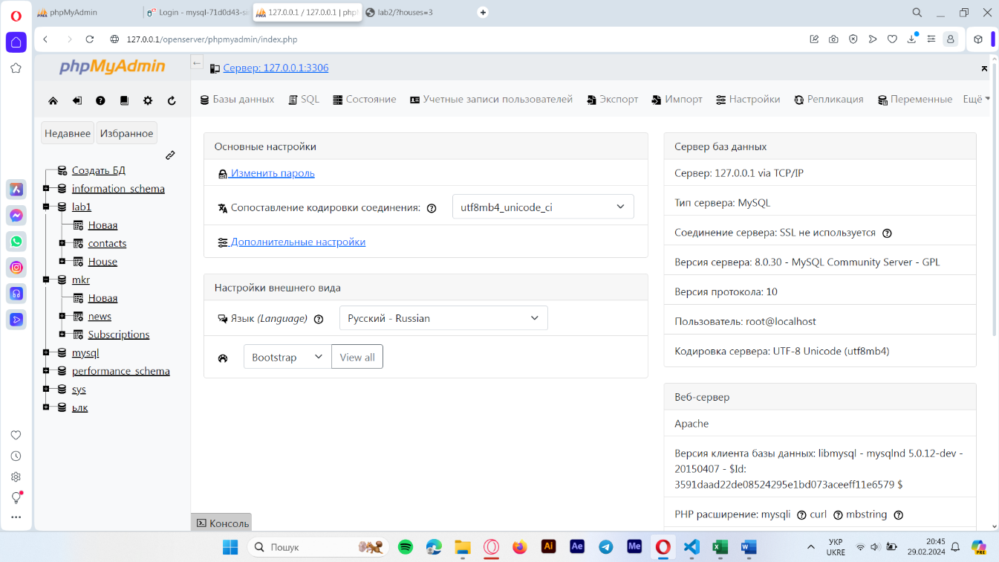 phpMyAdmin
Login - mysql-71d0d43-si
127.0.0.1 / 127.0.0.1 | php
lab2/?houses=3
127.0.0.1/openserver/phpmyadmin/index.php
phpMyAdmin
Недавнее
Избранное
Создать БД
information_schema
lab1
Новая
contacts
House
mkr
Новая
news
Subscriptions
mysql
performance_schema
sys
ьлк
Сервер: 127.0.0.1:3306
Базы данных
SQL
Состояние
Учетные записи пользователей
Экспорт
Импорт
Настройки
Репликация
Переменные
Ещё
Основные настройки
Изменить пароль
Сопоставление кодировки соединения:
utf8mb4_unicode_ci
Дополнительные настройки
Настройки внешнего вида
Язык (Language)
Русский - Russian
Bootstrap
View all
Сервер баз данных
Сервер: 127.0.0.1 via TCP/IP
Тип сервера: MySQL
Соединение сервера: SSL не используется
Версия сервера: 8.0.30 - MySQL Community Server - GPL
Версия протокола: 10
Пользователь: root@localhost
Кодировка сервера: UTF-8 Unicode (utf8mb4)
Веб-сервер
Apache
Версия клиента базы данных: libmysql - mysqlnd 5.0.12-dev -
20150407 - $Id:
3591daad22de08524295e1bd073aceeff11e6579 $
PHP расширение: mysqli curl mbstring
Консоль
Пошук
Ai
Ae
Me
УКР
UKRE
20:45
29.02.2024
PRE